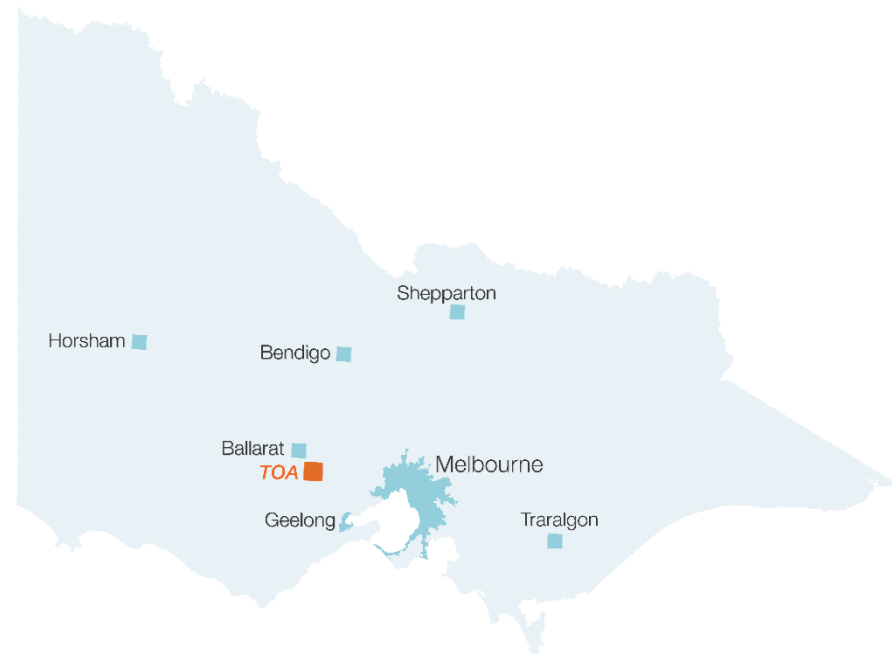 Shepparton
Horsham
Bendigo
Ballarat
TOA
Melbourne
Geelong
Traralgon